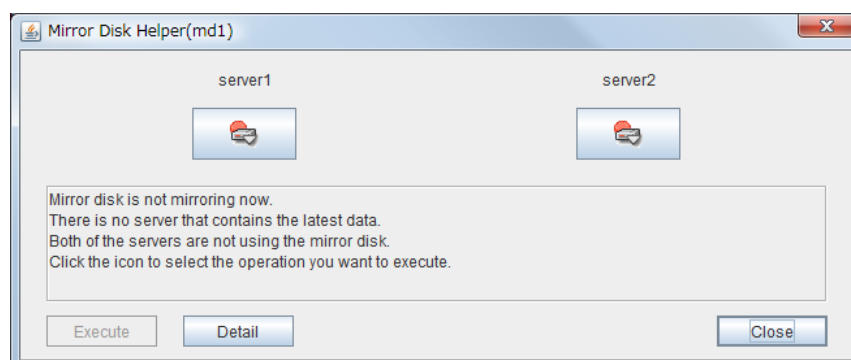 Mirror Disk Helper(md1)
server1
server2
Mirror disk is not mirroring now.
There is no server that contains the latest data.
Both of the servers are not using the mirror disk.
Click the icon to select the operation you want to execute.
Execute
Detail
Close